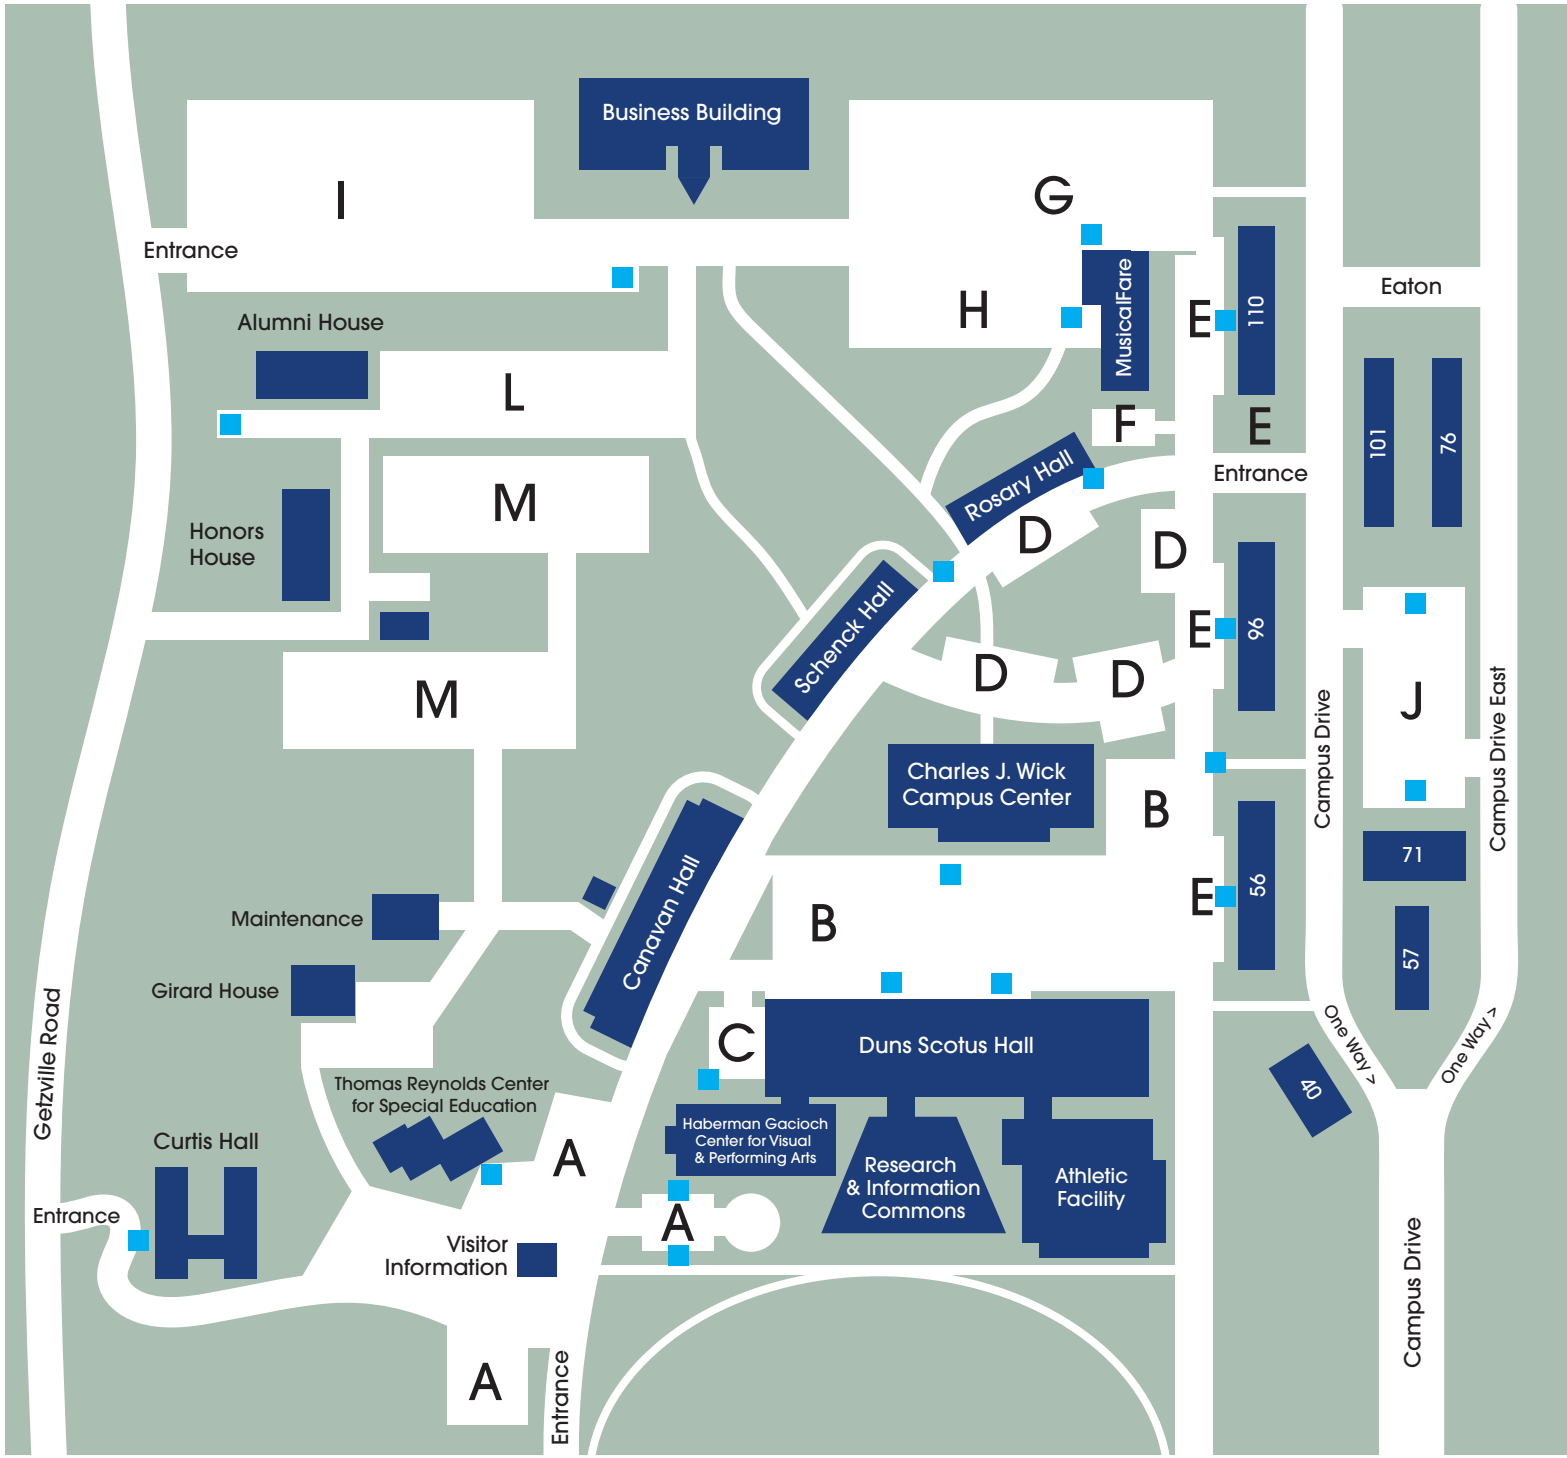 Business Building
I
G
Entrance
Eaton
H
MusicalFare
E
110
Alumni House
L
F
E
101
76
Rosary Hall
Entrance
M
Honors
House
D
D
Schenck Hall
E
96
D
D
M
J
Campus Drive
Campus Drive East
Charles J. Wick
Campus Center
B
71
Canavan Hall
E
56
Maintenance
B
57
Girard House
Getzville Road
C
Duns Scotus Hall
One Way >
One Way >
40
Thomas Reynolds Center
for Special Education
Haberman Gacioch
Center for Visual
& Performing Arts
Curtis Hall
A
Research
& Information
Commons
Athletic
Facility
Entrance
A
Visitor
Information
Campus Drive
A
Entrance